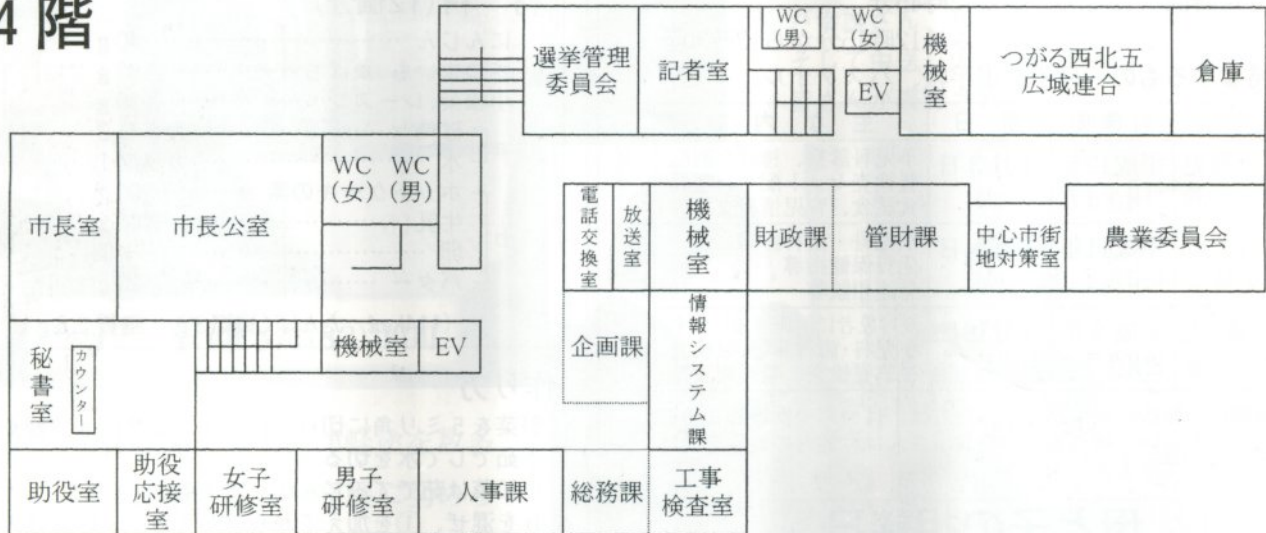 4階
選挙管理
委員会
記者室
WC
(男)
WC
(女)
EV
機械室
つがる西北五
広域連合
倉庫
市長室
市長公室
WC
(女)
WC
(男)
電話交換室
放送室
機械室
財政課
管財課
中心市街
地対策室
農業委員会
秘書室
カウンター
機械室
EV
企画課
情報システム課
助役室
助役
応接
室
女子
研修室
男子
研修室
人事課
総務課
工事
検査室